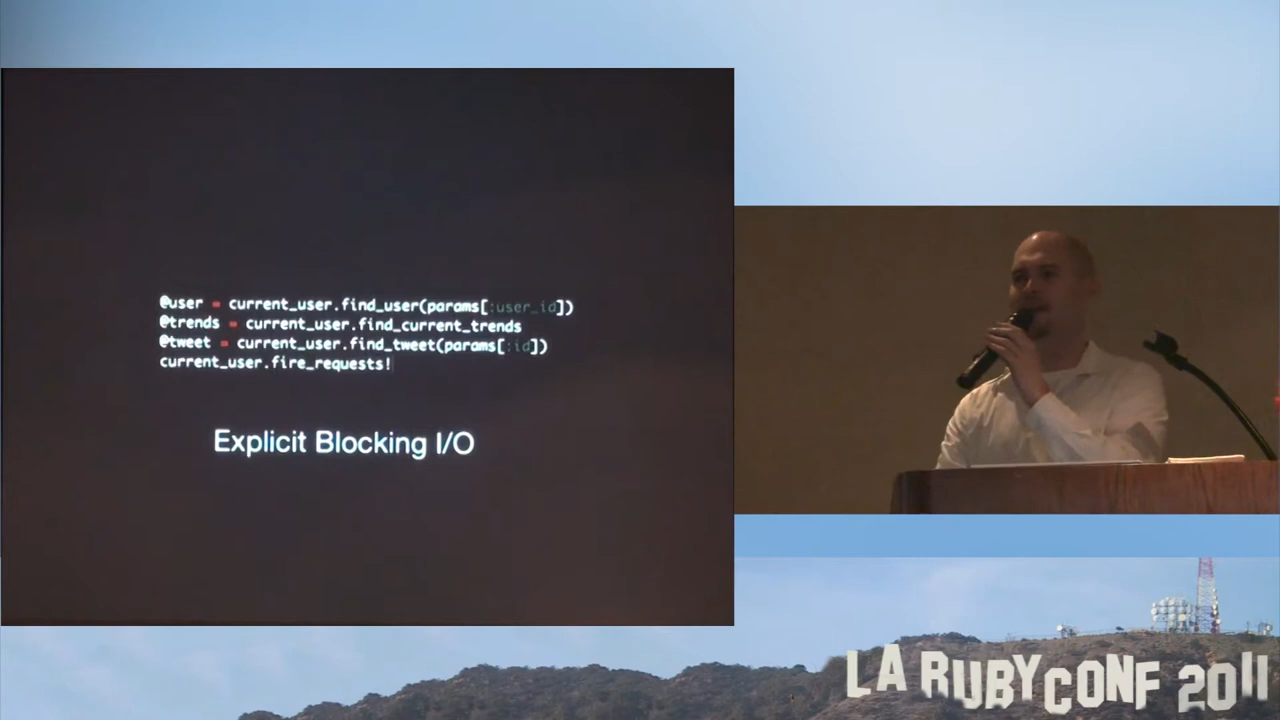 @user = current_user.find_user(params[:user_id])
@trends = current_user.find_current_trends
@tweet = current_user.find_tweet(params[:id])
current_user.fire_requests!
Explicit Blocking I/O
LA RUBYCONF 2011